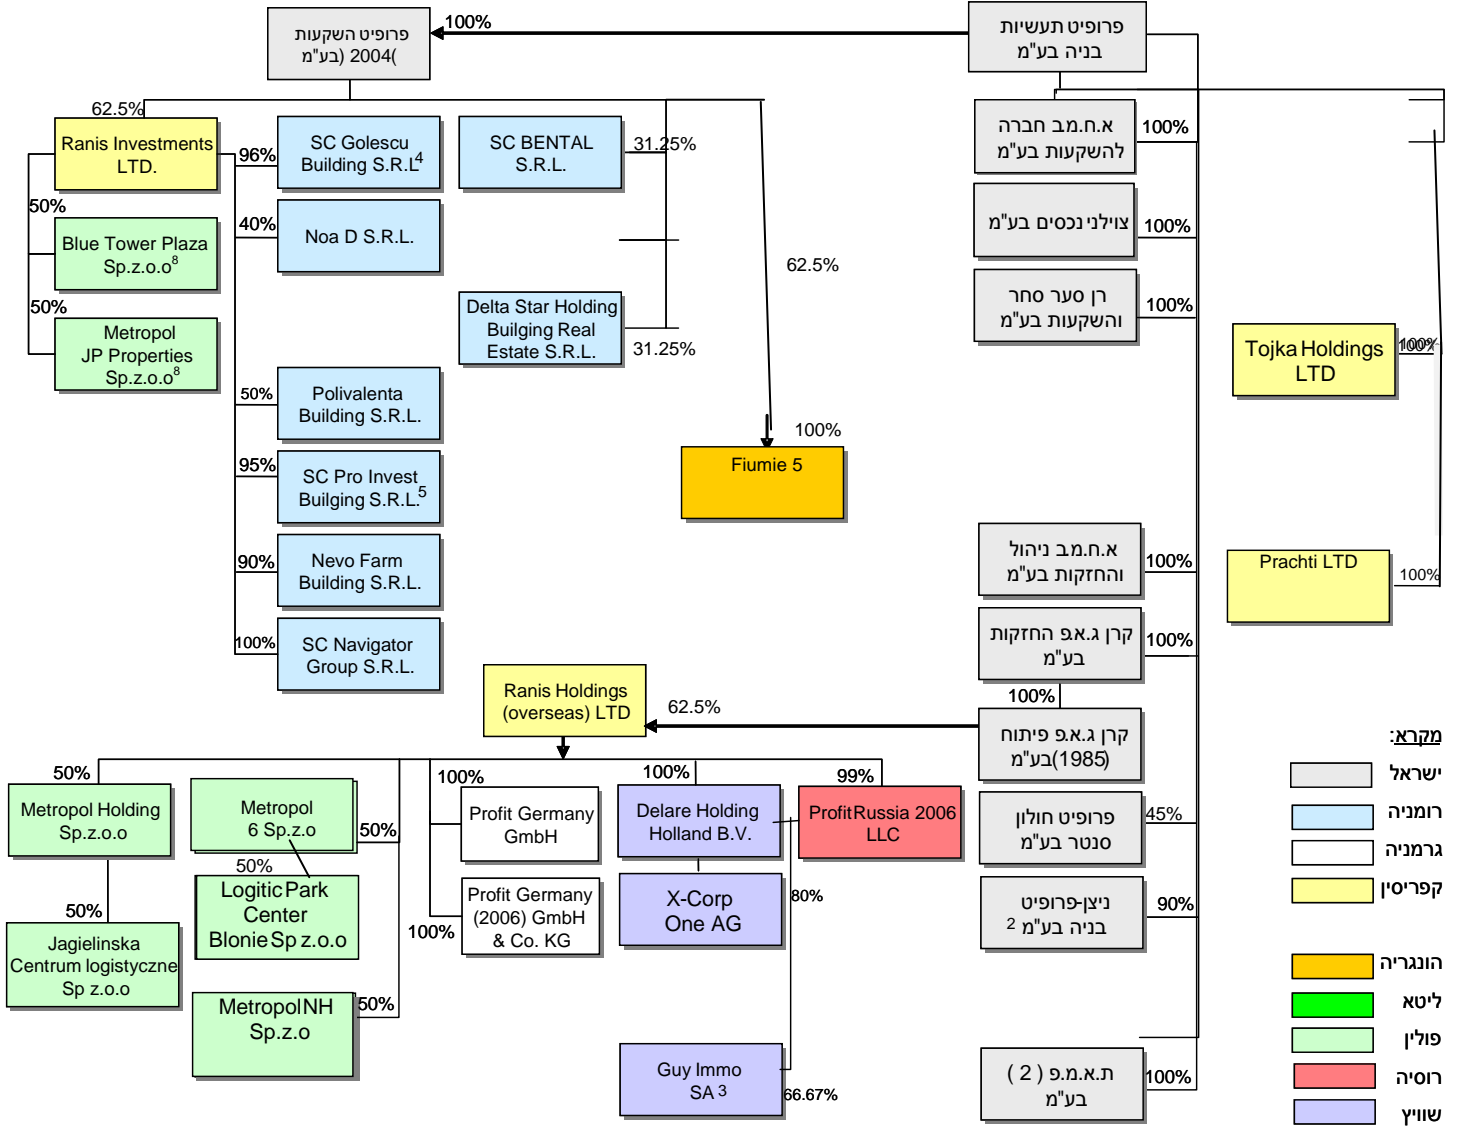 פרופיט תעשיות
בניה בע"מ
100%
פרופיט השקעות
)2004 (בע"מ
62.5%
Ranis Investments
LTD.
50%
Blue Tower Plaza
Sp.z.o.o8
50%
Metropol
JP Properties
Sp.z.o.o8
96%
SC Golescu
Building S.R.L4
40%
Noa D S.R.L.
50%
Polivalenta
Building S.R.L.
95%
SC Pro Invest
Builging S.R.L.5
90%
Nevo Farm
Building S.R.L.
100%
SC Navigator
Group S.R.L.
SC BENTAL
S.R.L.
31.25%
Delta Star Holding
Builging Real
Estate S.R.L.
31.25%
62.5%
100%
Fiumie 5
א.ח.מ.ב חברה
להשקעות בע"מ
100%
צוילני נכסים בע"מ
100%
רן סער סחר
והשקעות בע"מ
100%
Tojka Holdings
LTD
100%
100%
Prachti LTD
100%
א.ח.מ.ב ניהול
והחזקות בע"מ
100%
קרן ג.א.פ החזקות
בע"מ
100%
100%
קרן ג.א.פ פיתוח
(1985)בע"מ
62.5%
Ranis Holdings
(overseas) LTD
פרופיט חולון
סנטר בע"מ
45%
ניצן-פרופיט
בניה בע"מ 2
90%
ת.א.מ.פ ( 2 )
בע"מ
100%
50%
Metropol Holding
Sp.z.o.o
50%
Jagielinska
Centrum logistyczne
Sp z.o.o
Metropol
6 Sp.z.o
50%
50%
Logitic Park
Center
Blonie Sp z.o.o
MetropolNH
Sp.z.o
50%
100%
Profit Germany
GmbH
100%
Profit Germany
(2006) GmbH
& Co. KG
100%
Delare Holding
Holland B.V.
X-Corp
One AG
80%
Guy Immo
SA 3
66.67%
99%
ProfitRussia 2006
LLC
מקרא:
ישראל
רומניה
גרמניה
קפריסין
הונגריה
ליטא
פולין
רוסיה
שוויץ